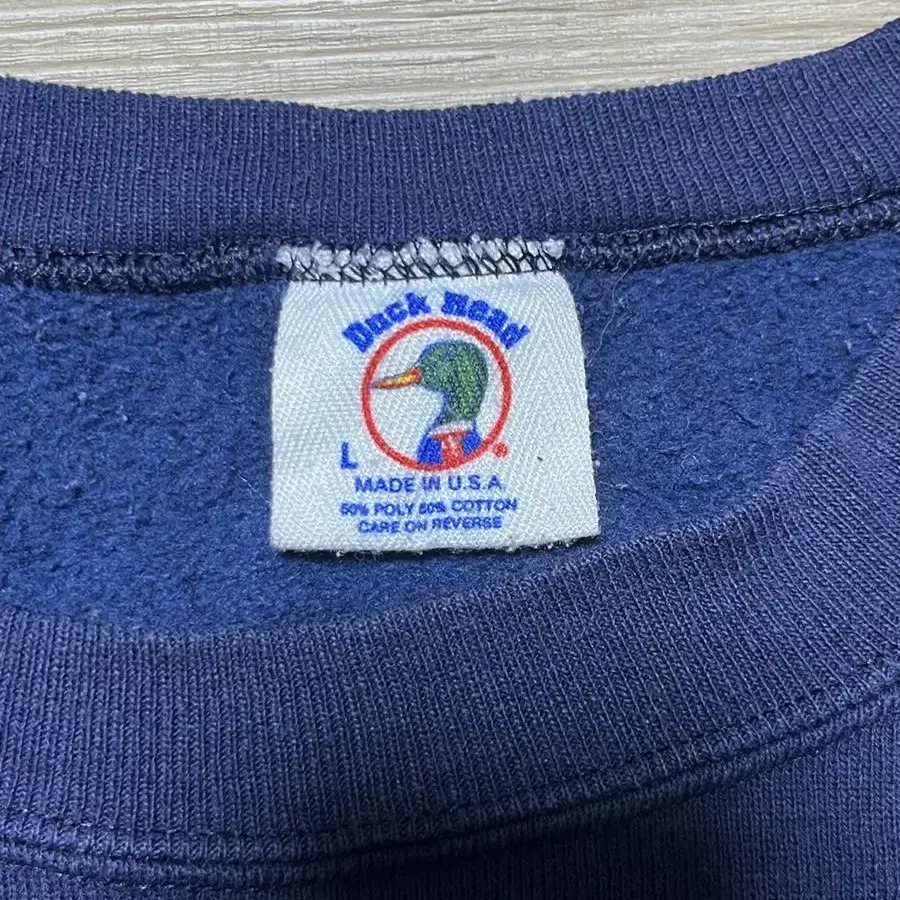 Duck Head
L
®
MADE IN U.S.A.
50% POLY 50% COTTON
CARE ON REVERSE